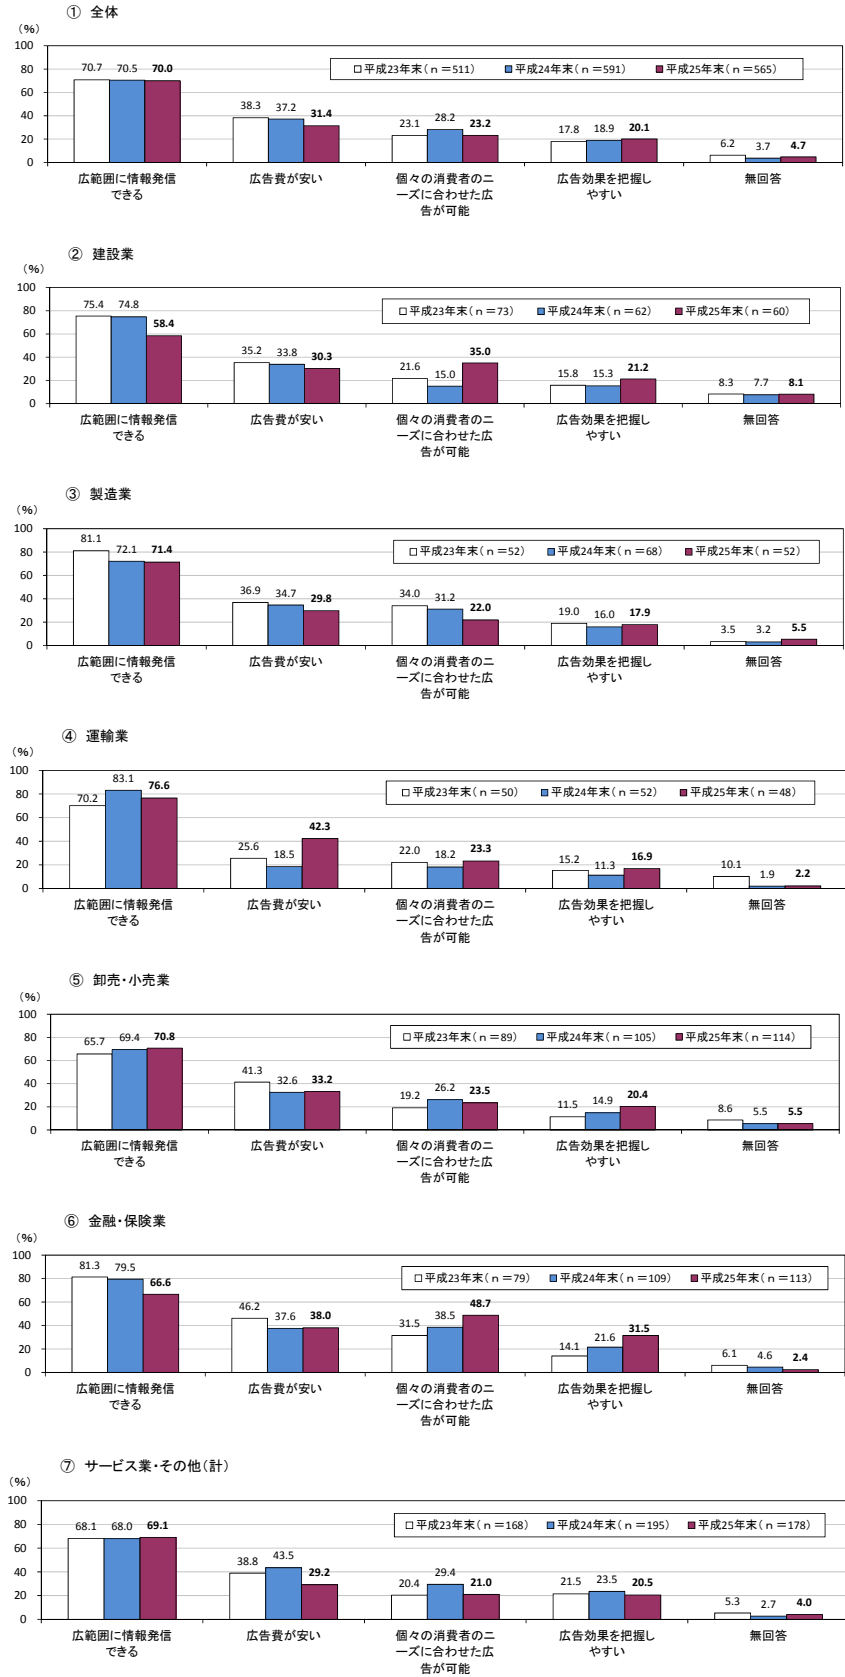 ① 全体
(%)
100
80
60
40
20
0
□平成23年末(n=511) ■平成24年末(n=591) ■平成25年末(n=565)
70.7 70.5 70.0
38.3 37.2 31.4
23.1 28.2 23.2
17.8 18.9 20.1
6.2 3.7 4.7
広範囲に情報発信
できる
広告費が安い
個々の消費者のニ
ーズに合わせた広
告が可能
広告効果を把握し
やすい
無回答
② 建設業
(%)
100
80
60
40
20
0
□平成23年末(n=73) ■平成24年末(n=62) ■平成25年末(n=60)
75.4 74.8 58.4
35.2 33.8 30.3
21.6 15.0 35.0
15.8 15.3 21.2
8.3 7.7 8.1
広範囲に情報発信
できる
広告費が安い
個々の消費者のニ
ーズに合わせた広
告が可能
広告効果を把握し
やすい
無回答
③ 製造業
(%)
100
80
60
40
20
0
□平成23年末(n=52) ■平成24年末(n=68) ■平成25年末(n=52)
81.1 72.1 71.4
36.9 34.7 29.8
34.0 31.2 22.0
19.0 16.0 17.9
3.5 3.2 5.5
広範囲に情報発信
できる
広告費が安い
個々の消費者のニ
ーズに合わせた広
告が可能
広告効果を把握し
やすい
無回答
④ 運輸業
(%)
100
80
60
40
20
0
□平成23年末(n=50) ■平成24年末(n=52) ■平成25年末(n=48)
70.2 83.1 76.6
25.6 18.5 42.3
22.0 18.2 23.3
15.2 11.3 16.9
10.1 1.9 2.2
広範囲に情報発信
できる
広告費が安い
個々の消費者のニ
ーズに合わせた広
告が可能
広告効果を把握し
やすい
無回答
⑤ 卸売・小売業
(%)
100
80
60
40
20
0
□平成23年末(n=89) ■平成24年末(n=105) ■平成25年末(n=114)
65.7 69.4 70.8
41.3 32.6 33.2
19.2 26.2 23.5
11.5 14.9 20.4
8.6 5.5 5.5
広範囲に情報発信
できる
広告費が安い
個々の消費者のニ
ーズに合わせた広
告が可能
広告効果を把握し
やすい
無回答
⑥ 金融・保険業
(%)
100
80
60
40
20
0
□平成23年末(n=79) ■平成24年末(n=109) ■平成25年末(n=113)
81.3 79.5 66.6
46.2 37.6 38.0
31.5 38.5 48.7
14.1 21.6 31.5
6.1 4.6 2.4
広範囲に情報発信
できる
広告費が安い
個々の消費者のニ
ーズに合わせた広
告が可能
広告効果を把握し
やすい
無回答
⑦ サービス業・その他(計)
(%)
100
80
60
40
20
0
□平成23年末(n=168) ■平成24年末(n=195) ■平成25年末(n=178)
68.1 68.0 69.1
38.8 43.5 29.2
20.4 29.4 21.0
21.5 23.5 20.5
5.3 2.7 4.0
広範囲に情報発信
できる
広告費が安い
個々の消費者のニ
ーズに合わせた広
告が可能
広告効果を把握し
やすい
無回答